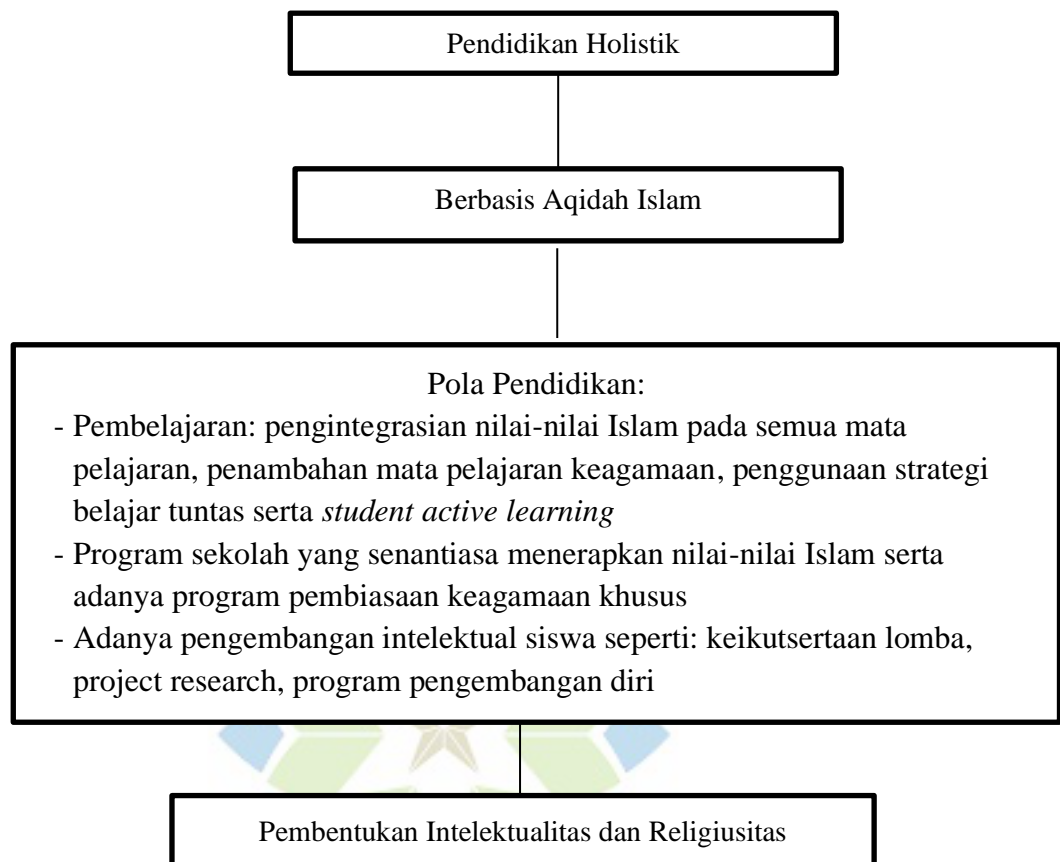 Pendidikan Holistik
Berbasis Aqidah Islam
Pola Pendidikan:
- Pembelajaran: pengintegrasian nilai-nilai Islam pada semua mata
pelajaran, penambahan mata pelajaran keagamaan, penggunaan strategi
belajar tuntas serta student active learning
- Program sekolah yang senantiasa menerapkan nilai-nilai Islam serta
adanya program pembiasaan keagamaan khusus
- Adanya pengembangan intelektual siswa seperti: keikutsertaan lomba,
project research, program pengembangan diri
Pembentukan Intelektualitas dan Religiusitas